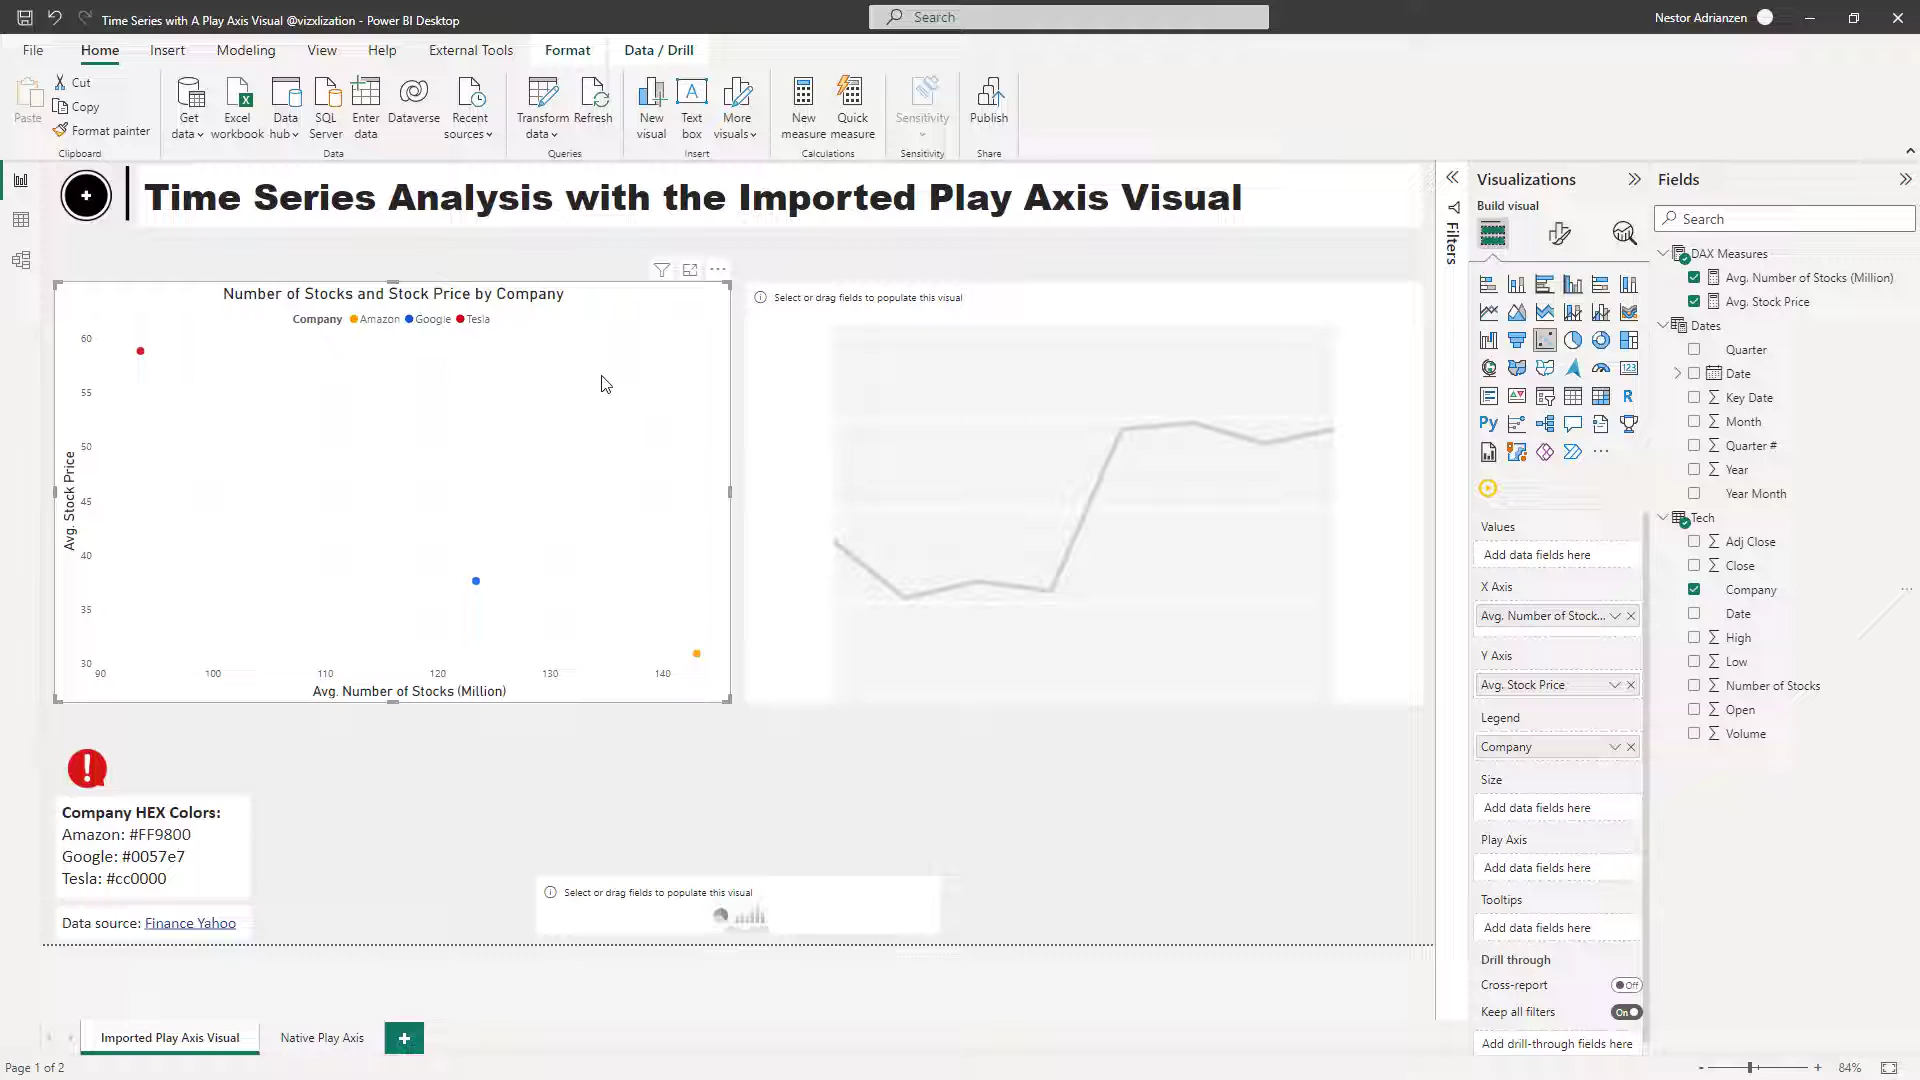 Time Series with A Play Axis Visual @vizxlization - Power BI Desktop
Search
Nestor Adrianzen
File
Home
Insert
Modeling
View
Help
External Tools
Format
Data / Drill
Paste
Cut
Copy
Format painter
Clipboard
Get data
Excel workbook
Data hub
SQL Server
Enter data
Dataverse
Recent sources
Data
Transform data
Refresh
Queries
New visual
Text box
More visuals
Insert
New measure
Quick measure
Calculations
Sensitivity
Sensitivity
Publish
Share
Time Series Analysis with the Imported Play Axis Visual
Number of Stocks and Stock Price by Company
Company Amazon Google Tesla
60
55
50
45
40
35
30
Avg. Stock Price
90 100 110 120 130 140
Avg. Number of Stocks (Million)
Select or drag fields to populate this visual
Company HEX Colors:
Amazon: #FF9800
Google: #0057e7
Tesla: #cc0000
Data source: Finance Yahoo
Select or drag fields to populate this visual
Filters
Visualizations
Build visual
123
R
Py
Values
Add data fields here
X Axis
Avg. Number of Stock...
Y Axis
Avg. Stock Price
Legend
Company
Size
Add data fields here
Play Axis
Add data fields here
Tooltips
Add data fields here
Drill through
Cross-report
Off
Keep all filters
On
Add drill-through fields here
Fields
Search
DAX Measures
Avg. Number of Stocks (Million)
Avg. Stock Price
Dates
Quarter
Date
Key Date
Month
Quarter #
Year
Year Month
Tech
Adj Close
Close
Company
Date
High
Low
Number of Stocks
Open
Volume
Imported Play Axis Visual
Native Play Axis
Page 1 of 2
84%